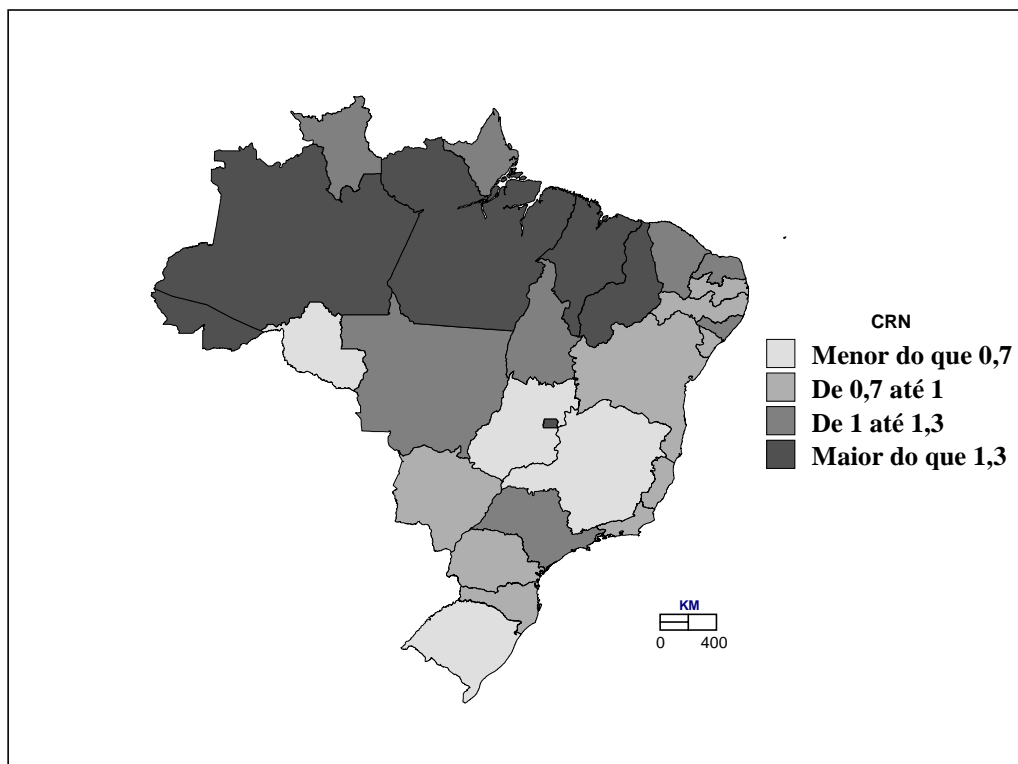 CRN
Menor do que 0,7
De 0,7 até 1
De 1 até 1,3
Maior do que 1,3
KM
0 400